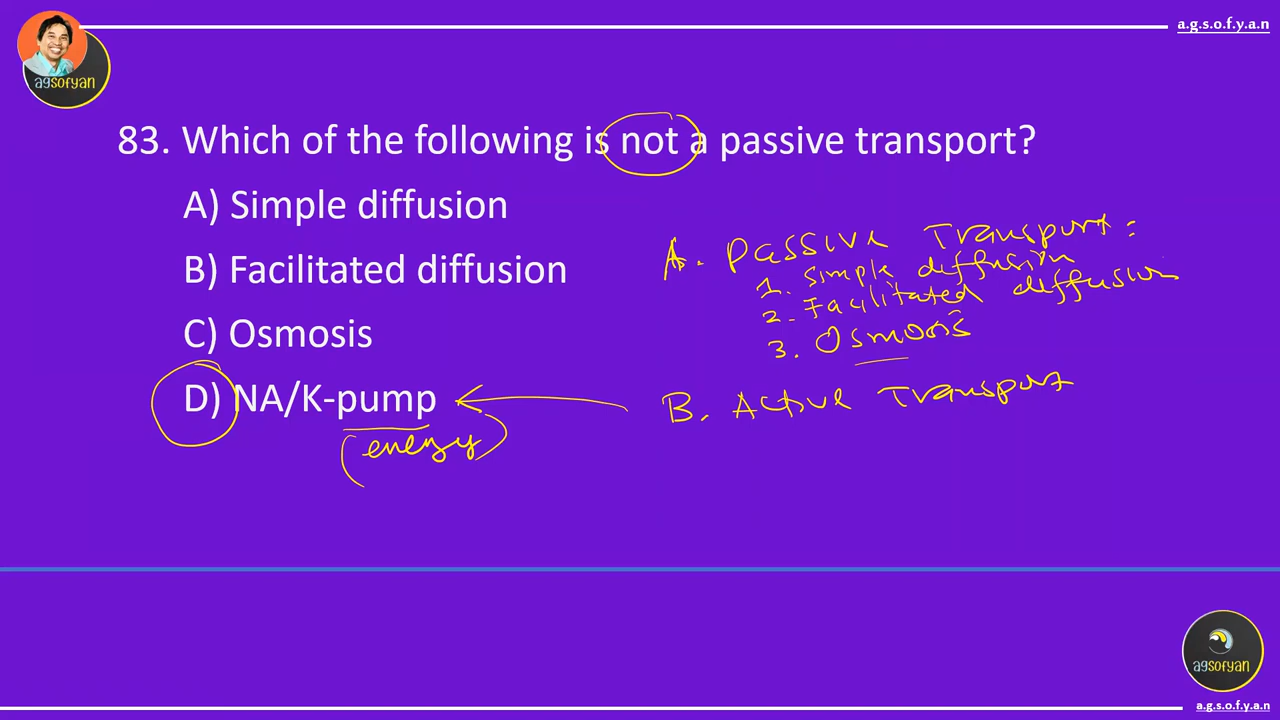 a.g.s.o.f.y.a.n
agsofyan
83. Which of the following is not a passive transport?
A) Simple diffusion
B) Facilitated diffusion
C) Osmosis
D) NA/K-pump
(energy)
A. Passive Transport:
1. Simple diffusion
2. Facilitated diffusion
3. Osmosis
B. Active Transport
agsofyan
a.g.s.o.f.y.a.n